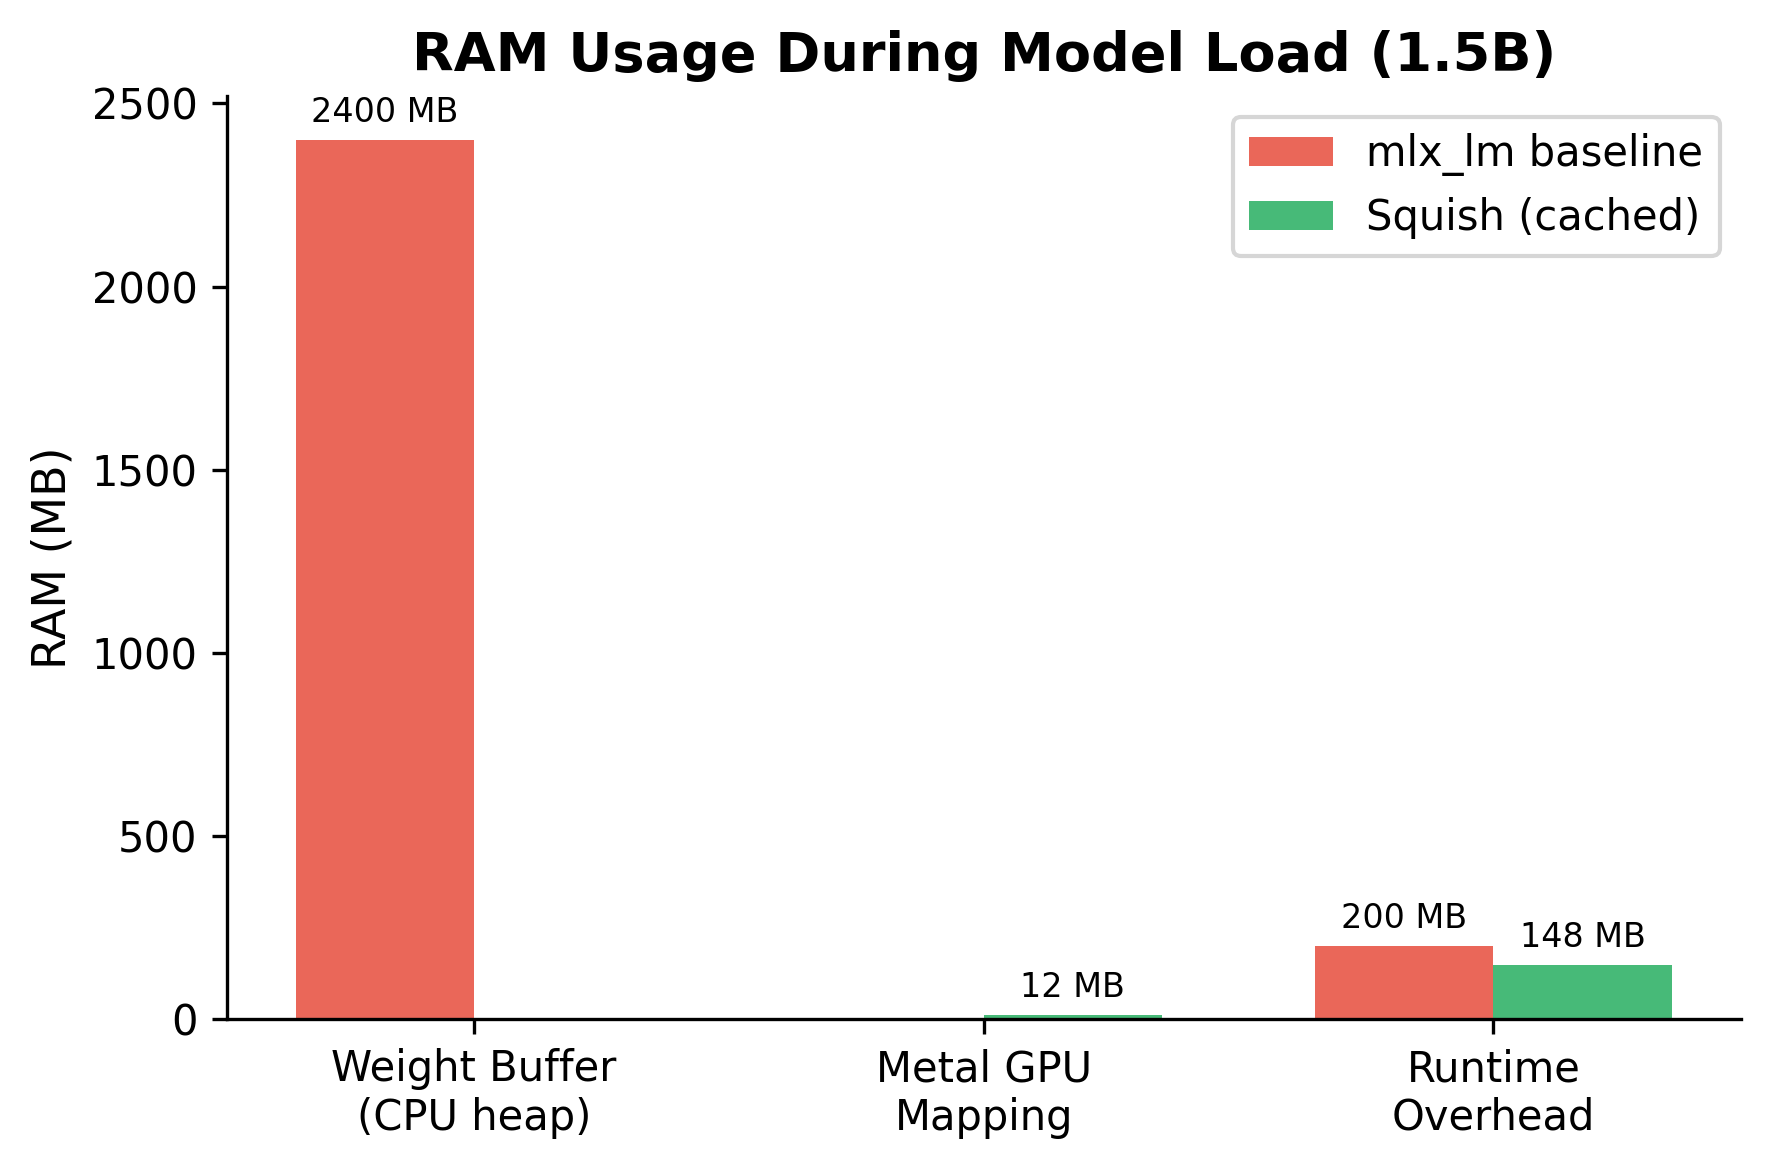 RAM Usage During Model Load (1.5B)
mlx_lm baseline
Squish (cached)
RAM (MB)
2500
2000
1500
1000
500
0
2400 MB
12 MB
200 MB
148 MB
Weight Buffer
(CPU heap)
Metal GPU
Mapping
Runtime
Overhead